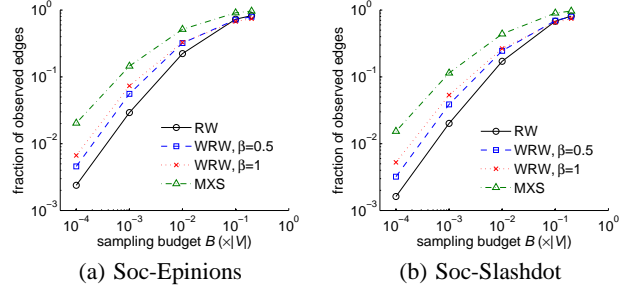 10^0
10^-1
10^-2
10^-3
fraction of observed edges
RW
WRW, β=0.5
WRW, β=1
MXS
10^-4
10^-3
10^-2
10^-1
10^0
sampling budget B (×|V|)
(a) Soc-Epinions
10^0
10^-1
10^-2
10^-3
fraction of observed edges
RW
WRW, β=0.5
WRW, β=1
MXS
10^-4
10^-3
10^-2
10^-1
10^0
sampling budget B (×|V|)
(b) Soc-Slashdot